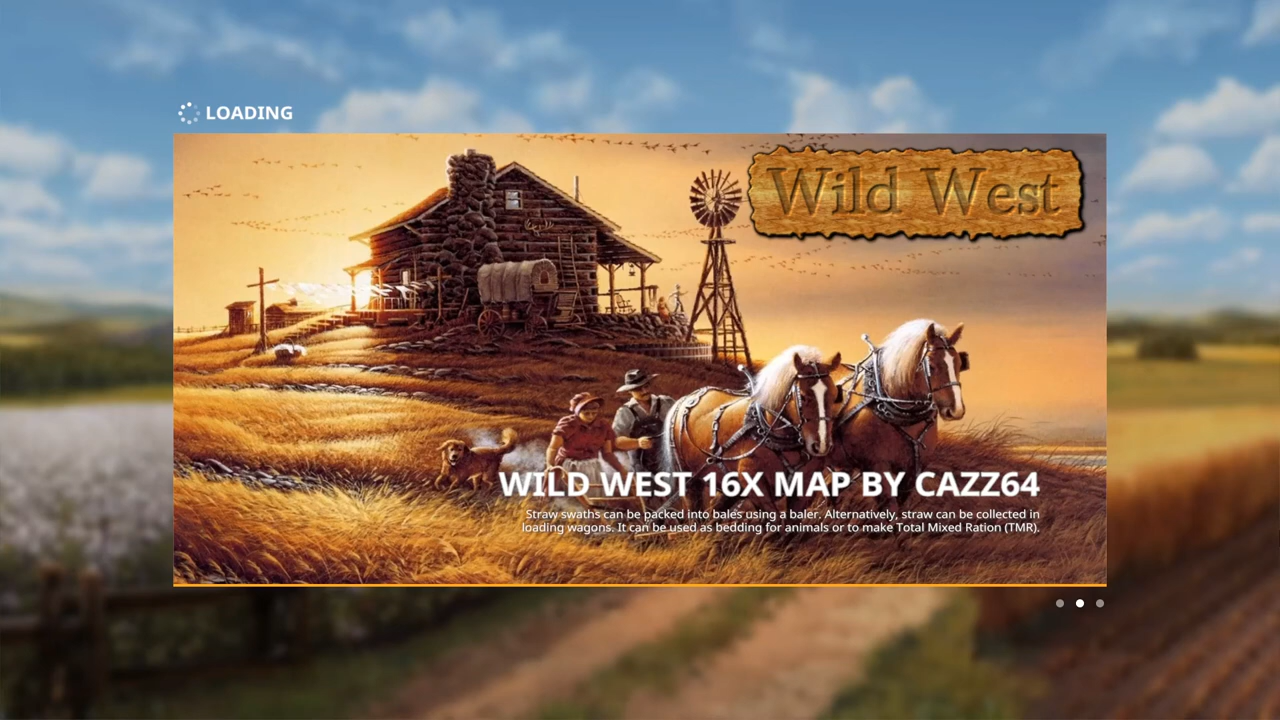 LOADING
Wild West
WILD WEST 16X MAP BY CAZZ64
Straw swaths can be packed into bales using a baler. Alternatively, straw can be collected in
loading wagons. It can be used as bedding for animals or to make Total Mixed Ration (TMR).